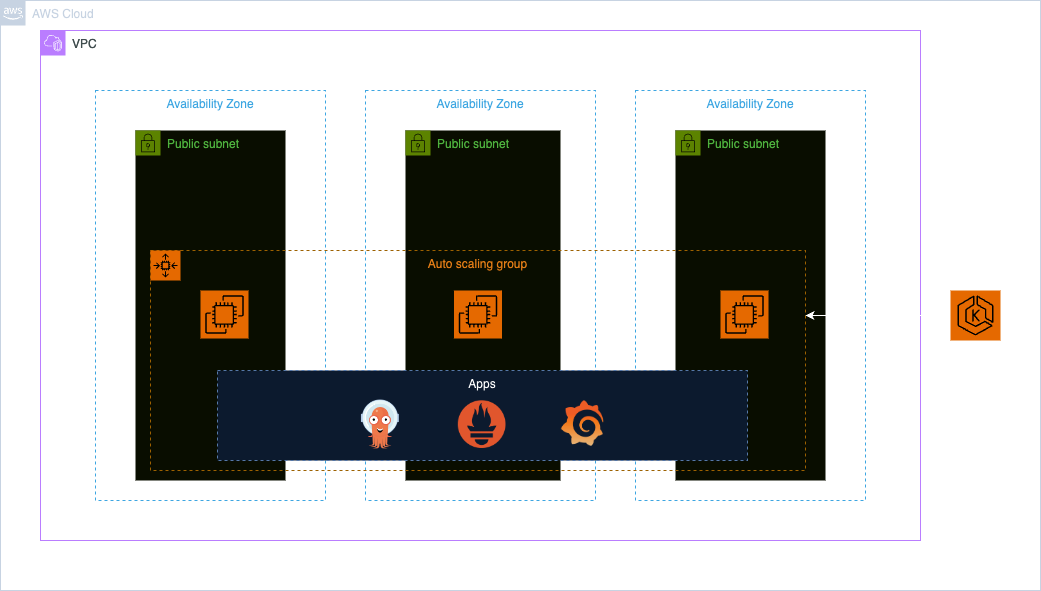 aws
AWS Cloud
VPC
Availability Zone
Availability Zone
Availability Zone
Public subnet
Public subnet
Public subnet
Auto scaling group
K
Apps